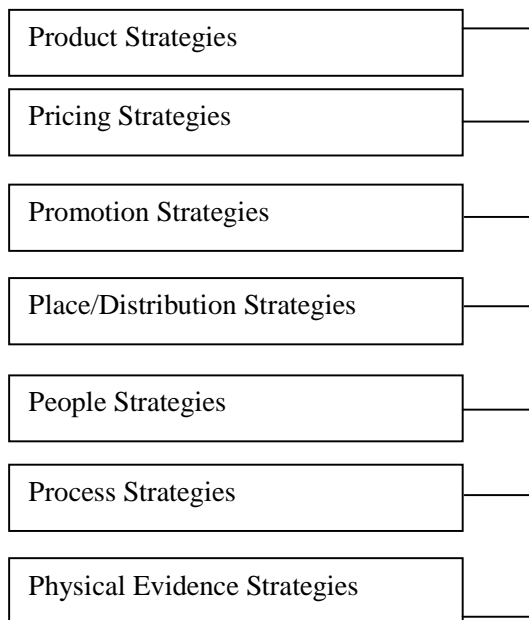 Product Strategies
Pricing Strategies
Promotion Strategies
Place/Distribution Strategies
People Strategies
Process Strategies
Physical Evidence Strategies